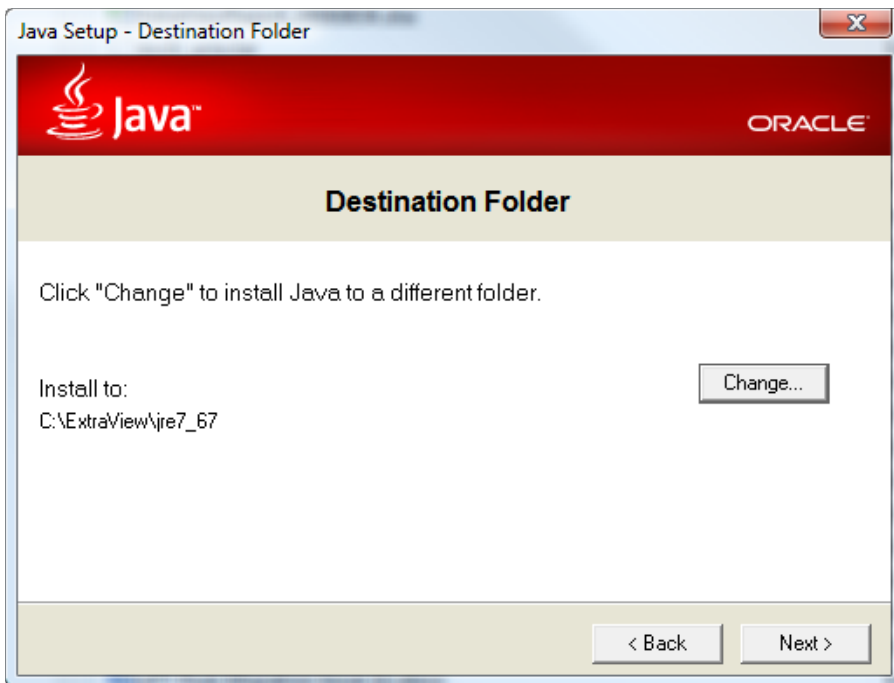 Java Setup - Destination Folder
Java™
ORACLE
Destination Folder
Click "Change" to install Java to a different folder.
Change...
Install to:
C:\ExtraView\jre7_67
< Back
Next >